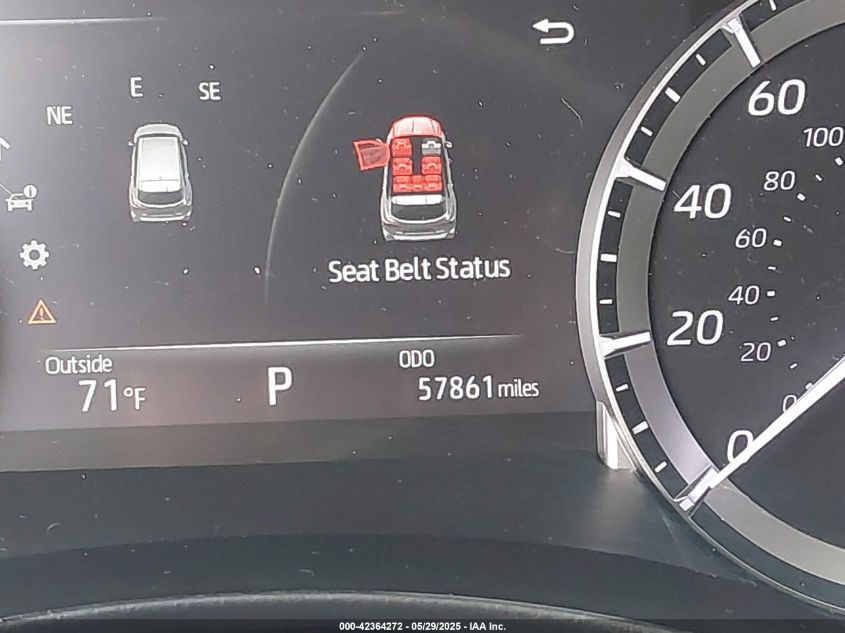 NE E SE
Seat Belt Status
Outside
71°F
P
ODO
57861 miles
60
40
20
0
100
80
60
40
20
0
000-42364272 - 05/29/2025 - IAA Inc.